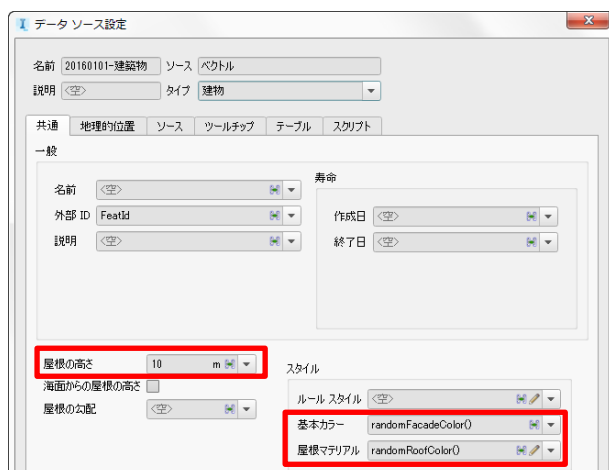 データ ソース設定
名前 20160101-建築物 ソース ベクトル
説明 <空> タイプ 建物
共通 地理的位置 ソース ツールチップ テーブル スクリプト
一般
名前 <空>
外部 ID FeatId
説明 <空>
寿命
作成日 <空>
終了日 <空>
屋根の高さ 10 m
海面からの屋根の高さ
屋根の勾配 <空>
スタイル
ルール スタイル <空>
基本カラー randomFacadeColor()
屋根マテリアル randomRoofColor()